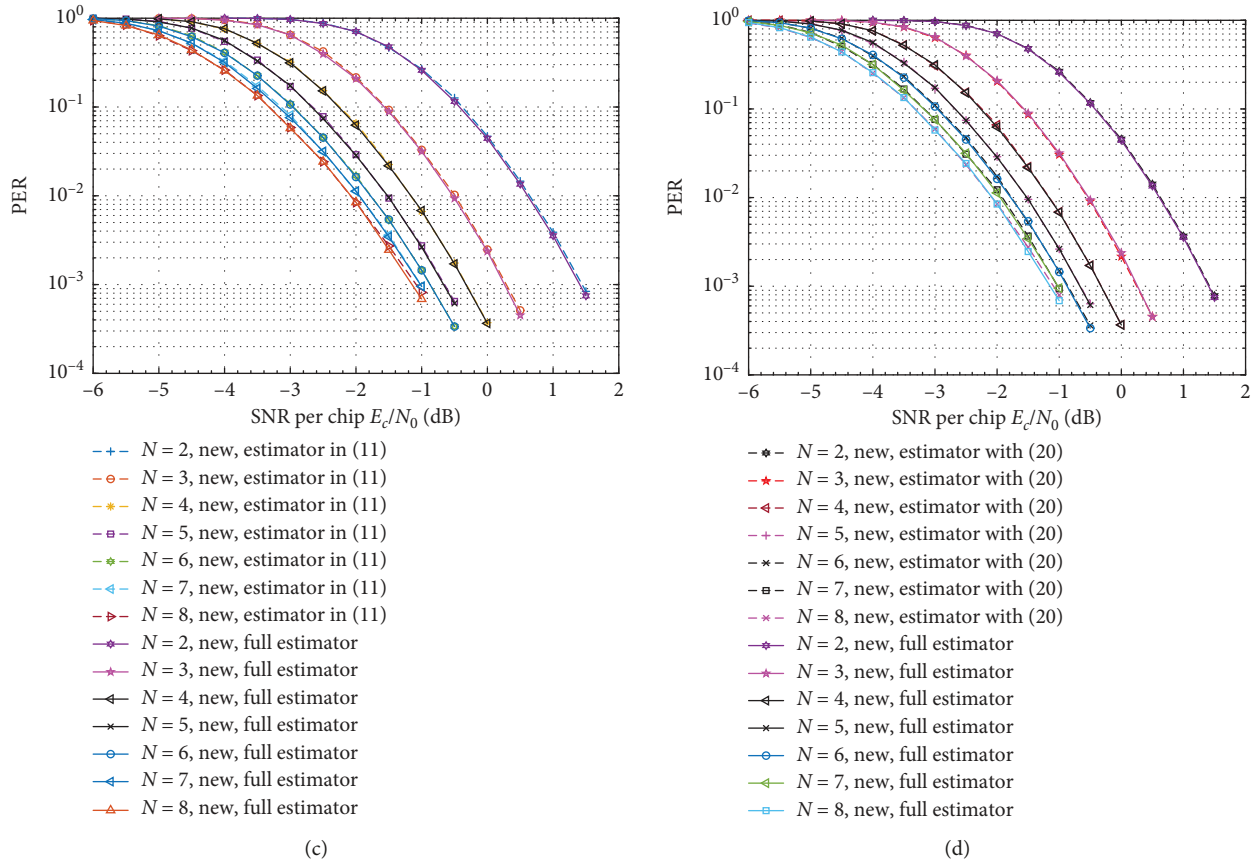 10⁰
10⁻¹
10⁻²
10⁻³
10⁻⁴
PER
–6 –5 –4 –3 –2 –1 0 1 2
SNR per chip E_c/N_0 (dB)
N = 2, new, estimator in (11)
N = 3, new, estimator in (11)
N = 4, new, estimator in (11)
N = 5, new, estimator in (11)
N = 6, new, estimator in (11)
N = 7, new, estimator in (11)
N = 8, new, estimator in (11)
N = 2, new, full estimator
N = 3, new, full estimator
N = 4, new, full estimator
N = 5, new, full estimator
N = 6, new, full estimator
N = 7, new, full estimator
N = 8, new, full estimator
(c)
10⁰
10⁻¹
10⁻²
10⁻³
10⁻⁴
PER
–6 –5 –4 –3 –2 –1 0 1 2
SNR per chip E_c/N_0 (dB)
N = 2, new, estimator with (20)
N = 3, new, estimator with (20)
N = 4, new, estimator with (20)
N = 5, new, estimator with (20)
N = 6, new, estimator with (20)
N = 7, new, estimator with (20)
N = 8, new, estimator with (20)
N = 2, new, full estimator
N = 3, new, full estimator
N = 4, new, full estimator
N = 5, new, full estimator
N = 6, new, full estimator
N = 7, new, full estimator
N = 8, new, full estimator
(d)